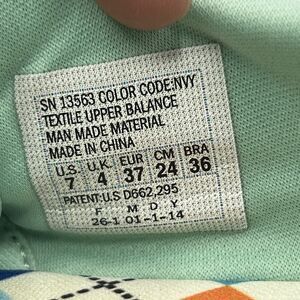 SN 13563 COLOR CODE:NVY
TEXTILE UPPER BALANCE
MAN MADE MATERIAL
MADE IN CHINA
U.S. U.K. EUR CM BRA
7 4 37 24 36
PATENT:U.S D662,295
F M D Y
26-1 01-1-14